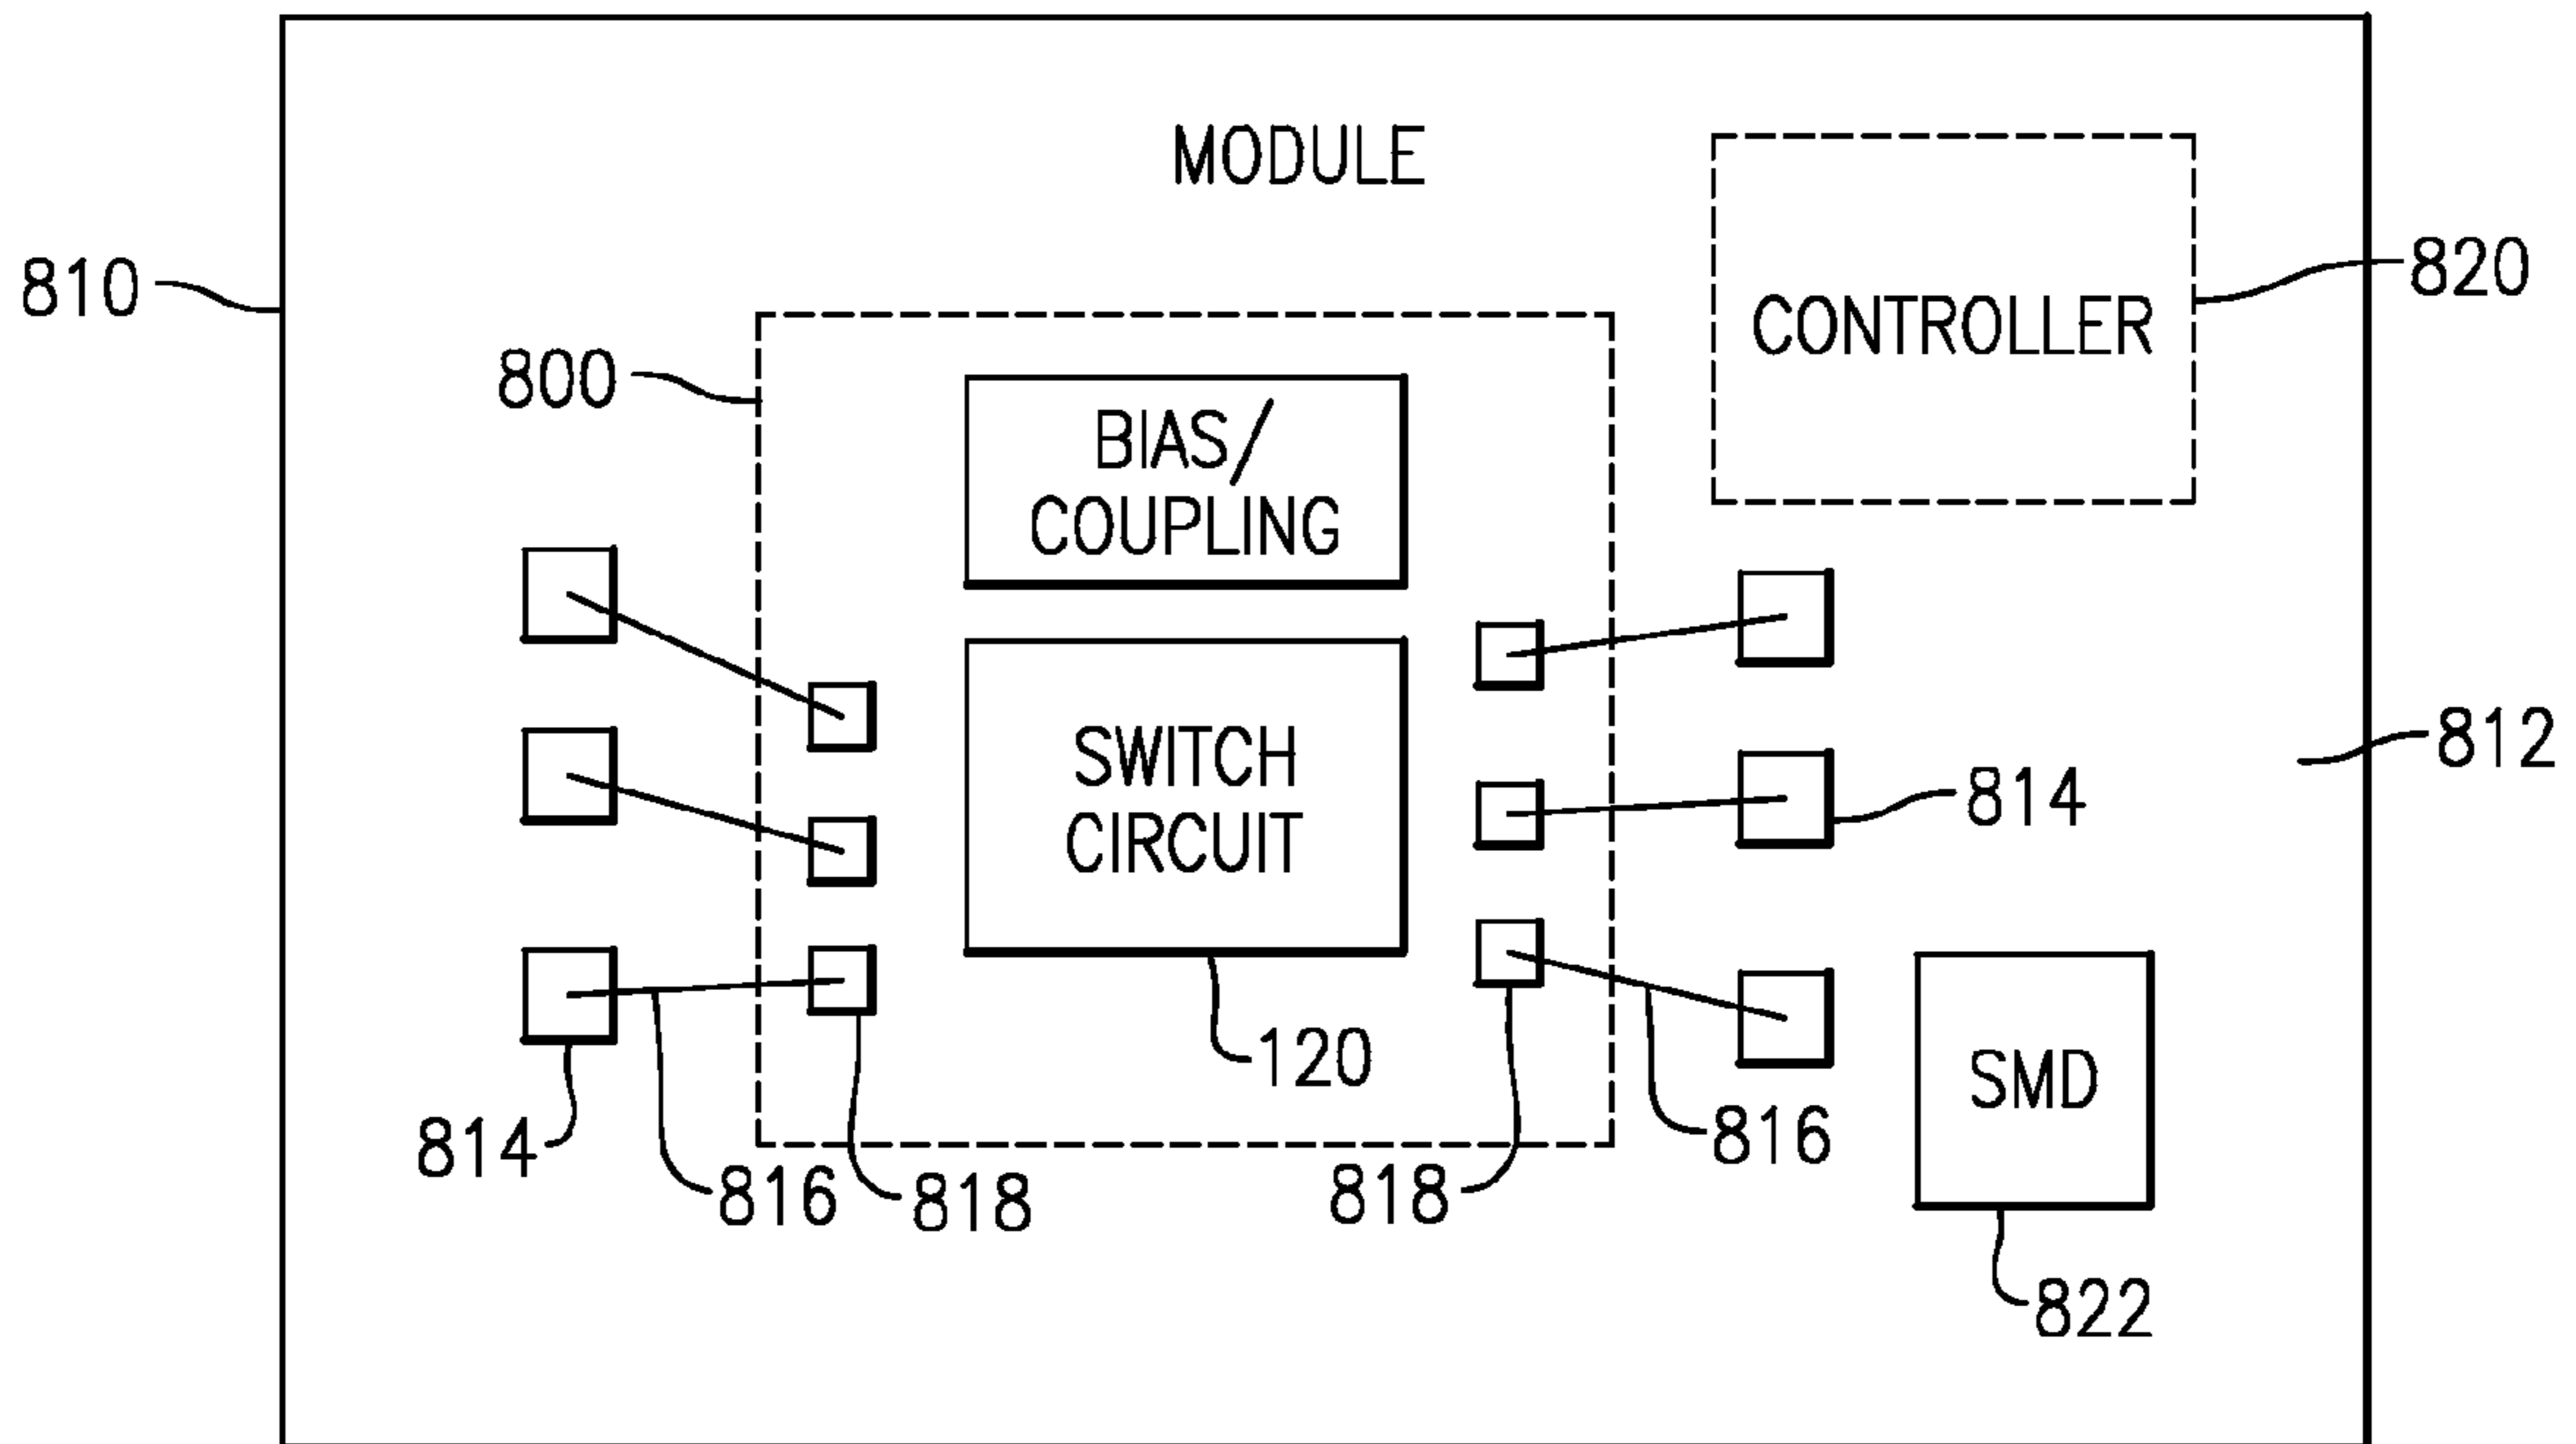 MODULE
810
820
CONTROLLER
800
BIAS/
COUPLING
812
SWITCH
CIRCUIT
814
120
SMD
814
816
818
818
816
822